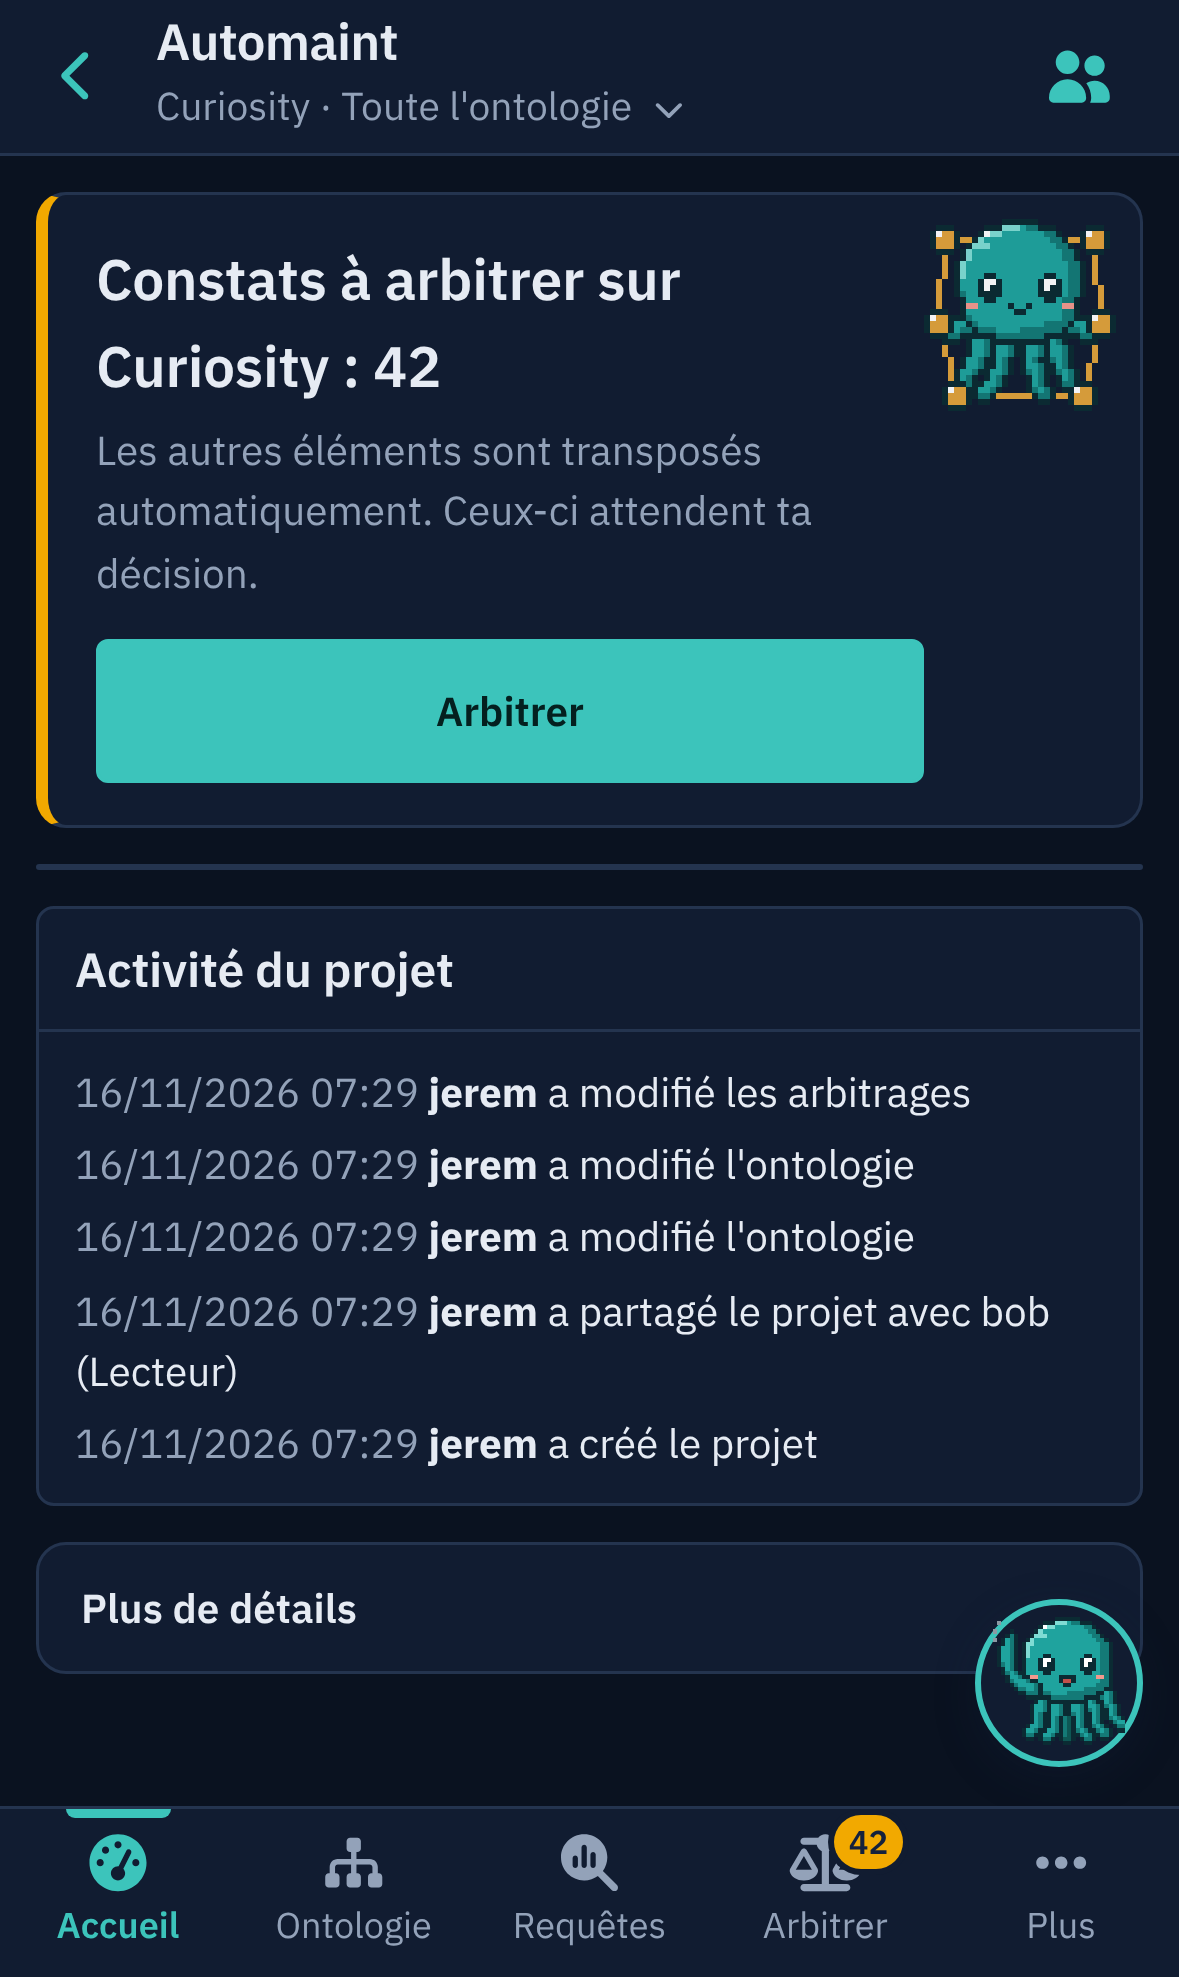 Automaint
Curiosity · Toute l'ontologie
Constats à arbitrer sur
Curiosity : 42
Les autres éléments sont transposés
automatiquement. Ceux-ci attendent ta
décision.
Arbitrer
Activité du projet
16/11/2026 07:29 jerem a modifié les arbitrages
16/11/2026 07:29 jerem a modifié l'ontologie
16/11/2026 07:29 jerem a modifié l'ontologie
16/11/2026 07:29 jerem a partagé le projet avec bob
(Lecteur)
16/11/2026 07:29 jerem a créé le projet
Plus de détails
42
Accueil Ontologie Requêtes Arbitrer Plus